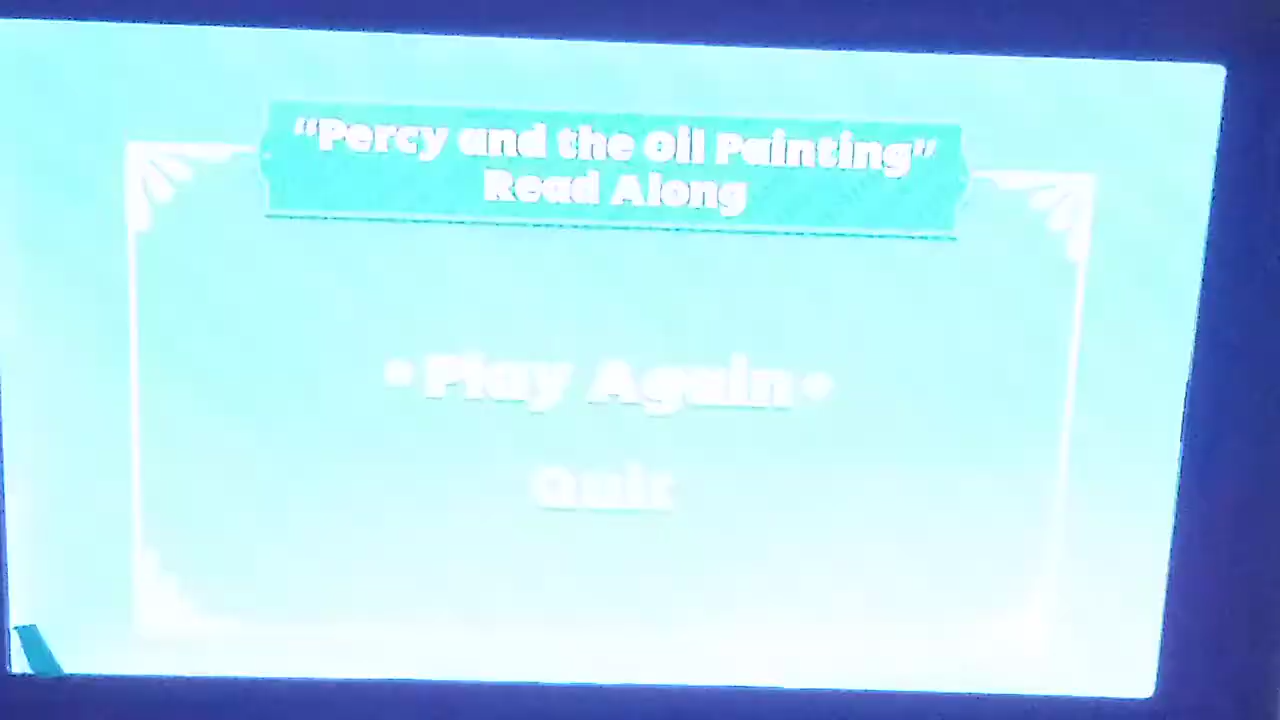 “Percy and the Oil Painting”
Read Along
• Play Again •
Quit